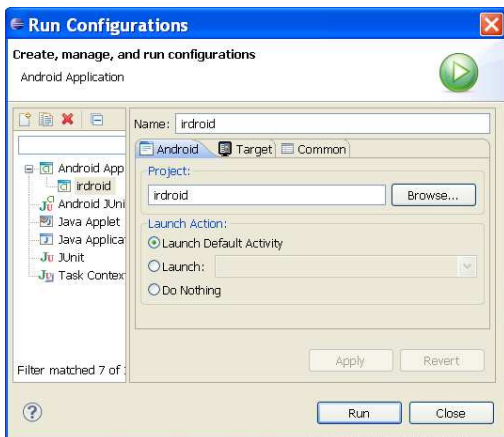 Run Configurations
Create, manage, and run configurations
Android Application
Name: irdroid
Android Target Common
Android App
irdroid
Android JUni
Java Applet
Java Applica
JUnit
Task Contex
Filter matched 7 of
Project:
irdroid
Browse...
Launch Action:
Launch Default Activity
Launch:
Do Nothing
Apply Revert
Run Close